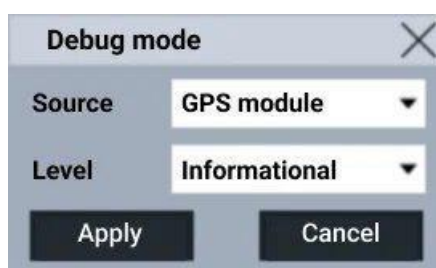 Debug mode
Source GPS module
Level Informational
Apply Cancel